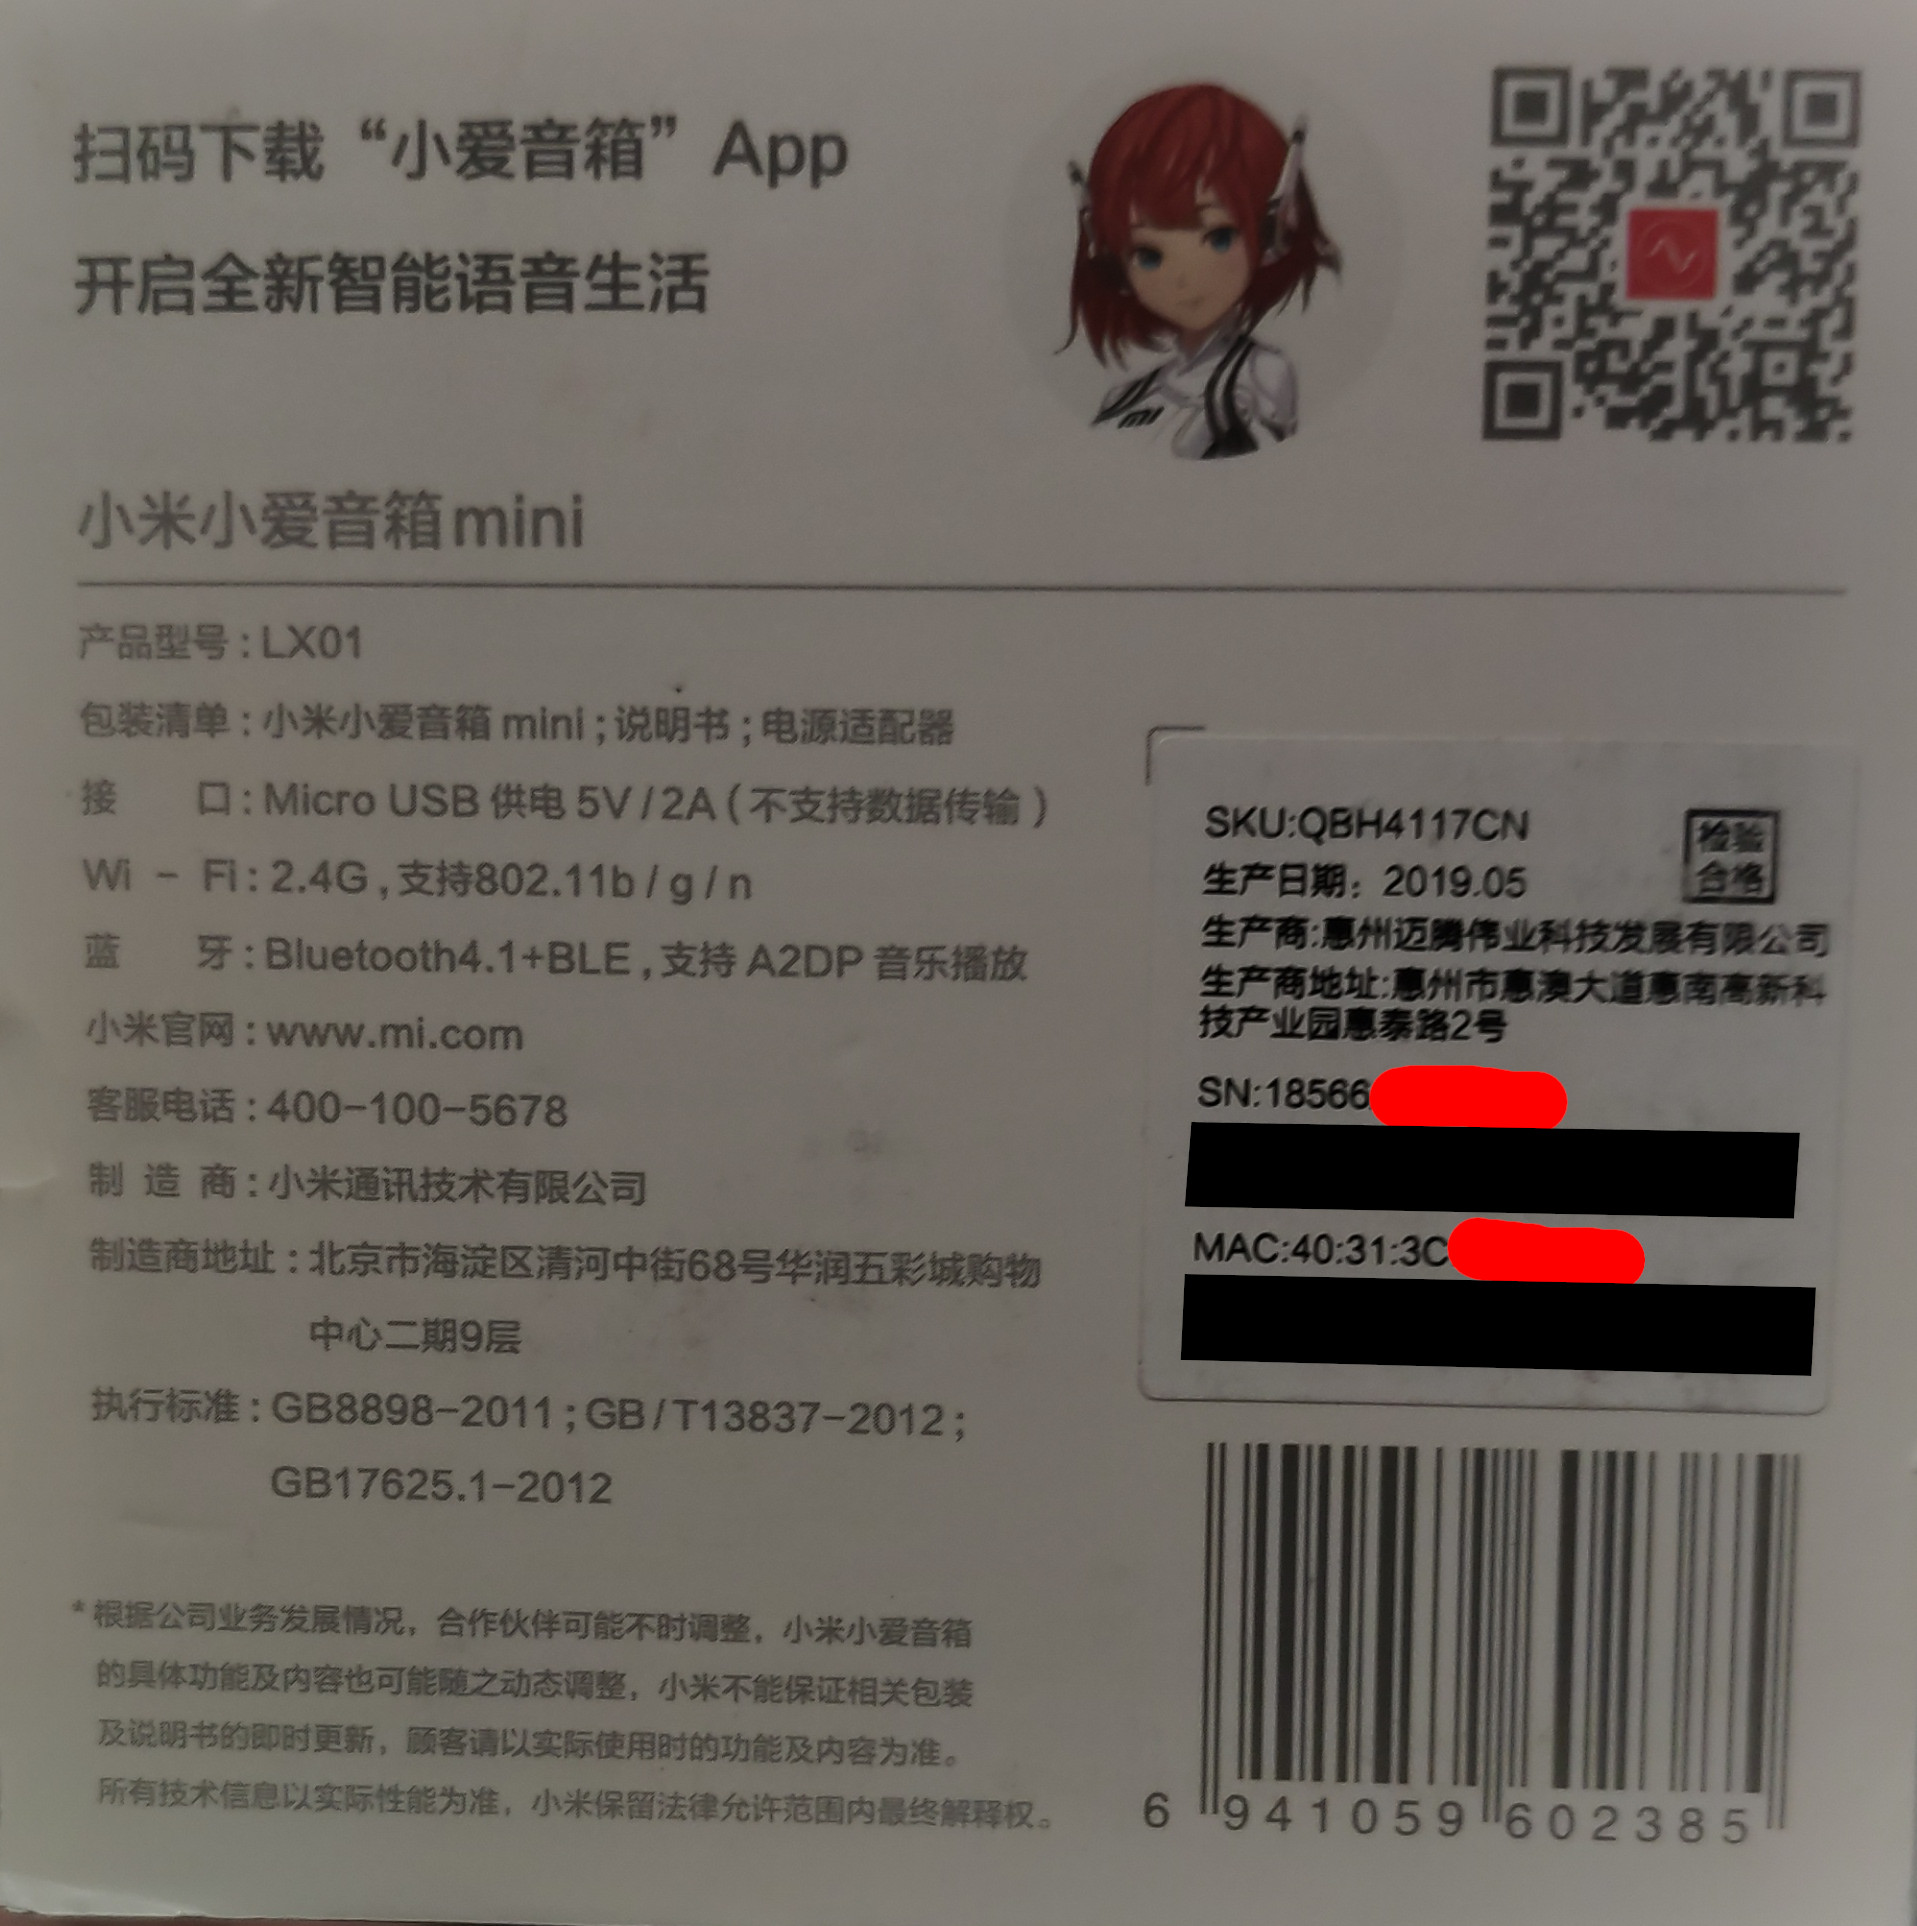 扫码下载“小爱音箱”App
开启全新智能语音生活
mi
小米小爱音箱mini
产品型号：LX01
包装清单：小米小爱音箱 mini；说明书；电源适配器
接 口：Micro USB 供电 5V / 2A（不支持数据传输）
Wi - Fi：2.4G，支持802.11b / g / n
蓝 牙：Bluetooth4.1+BLE，支持 A2DP 音乐播放
小米官网：www.mi.com
客服电话：400-100-5678
制 造 商：小米通讯技术有限公司
制造商地址：北京市海淀区清河中街68号华润五彩城购物
中心二期9层
执行标准：GB8898-2011；GB/T13837-2012；
GB17625.1-2012
*根据公司业务发展情况，合作伙伴可能不时调整，小米小爱音箱
的具体功能及内容也可能随之动态调整，小米不能保证相关包装
及说明书的即时更新，顾客请以实际使用时的功能及内容为准。
所有技术信息以实际性能为准，小米保留法律允许范围内最终解释权。
SKU:QBH4117CN
检验
合格
生产日期：2019.05
生产商:惠州迈腾伟业科技发展有限公司
生产商地址:惠州市惠澳大道惠南高新科
技产业园惠泰路2号
SN:18566
MAC:40:31:3C
6 941059 602385